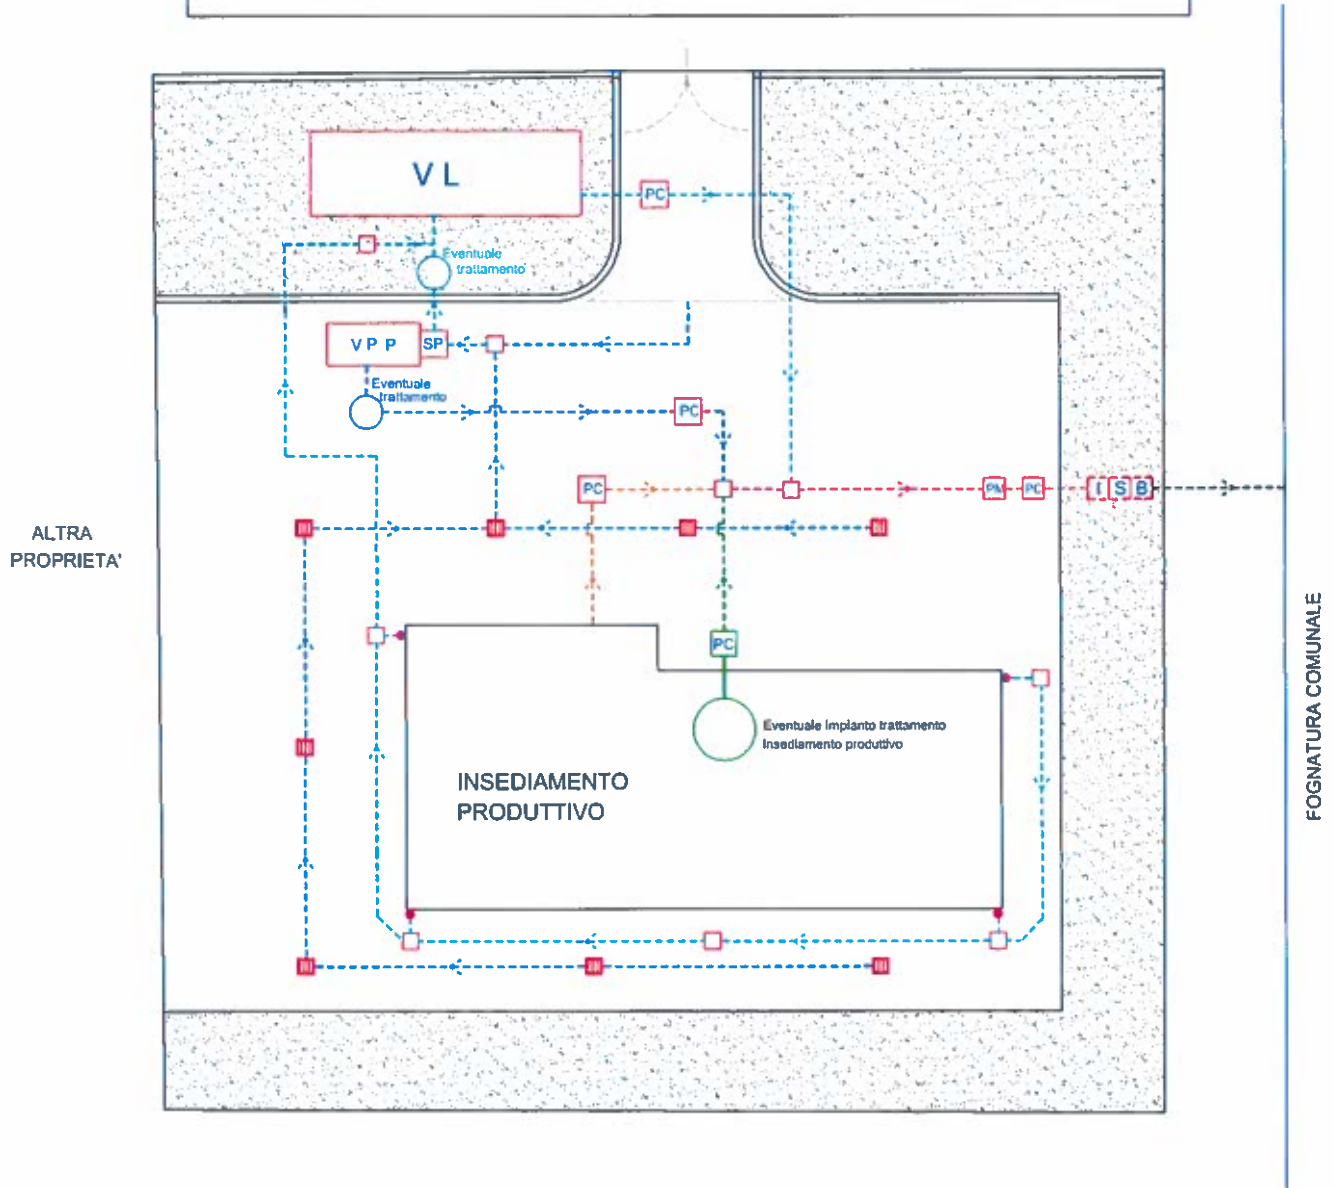 V L
PC
Eventuale
trattamento
V P P
SP
Eventuale
trattamento
PC
PC
PM
PC
I S B
ALTRA
PROPRIETA'
PC
Eventuale impianto trattamento
Insediamento produttivo
INSEDIAMENTO
PRODUTTIVO
FOGNATURA COMUNALE